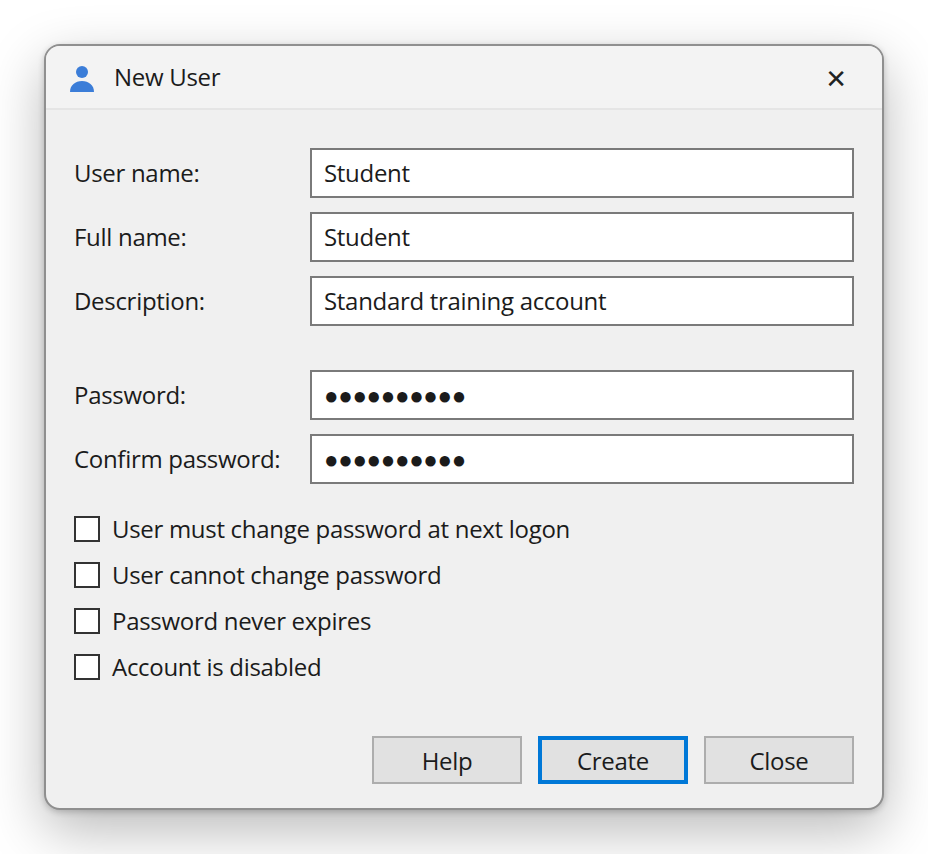 New User
User name: Student
Full name: Student
Description: Standard training account
Password: ●●●●●●●●●●
Confirm password: ●●●●●●●●●●
User must change password at next logon
User cannot change password
Password never expires
Account is disabled
Help Create Close